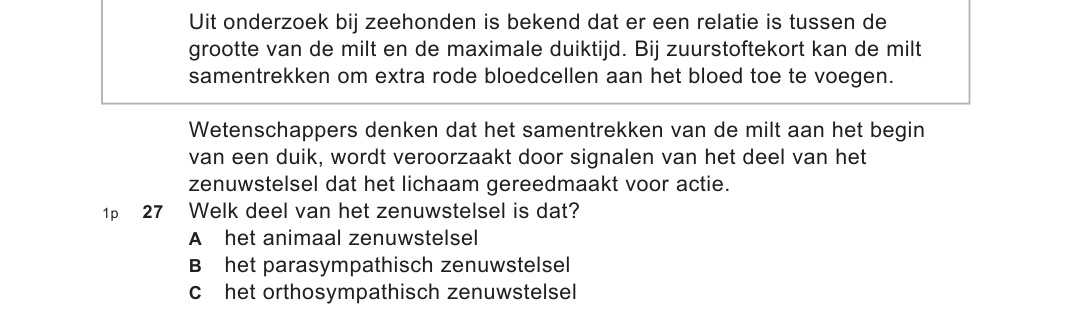 Uit onderzoek bij zeehonden is bekend dat er een relatie is tussen de
grootte van de milt en de maximale duiktijd. Bij zuurstoftekort kan de milt
samentrekken om extra rode bloedcellen aan het bloed toe te voegen.
Wetenschappers denken dat het samentrekken van de milt aan het begin
van een duik, wordt veroorzaakt door signalen van het deel van het
zenuwstelsel dat het lichaam gereedmaakt voor actie.
1p 27 Welk deel van het zenuwstelsel is dat?
A het animaal zenuwstelsel
B het parasympathisch zenuwstelsel
C het orthosympathisch zenuwstelsel